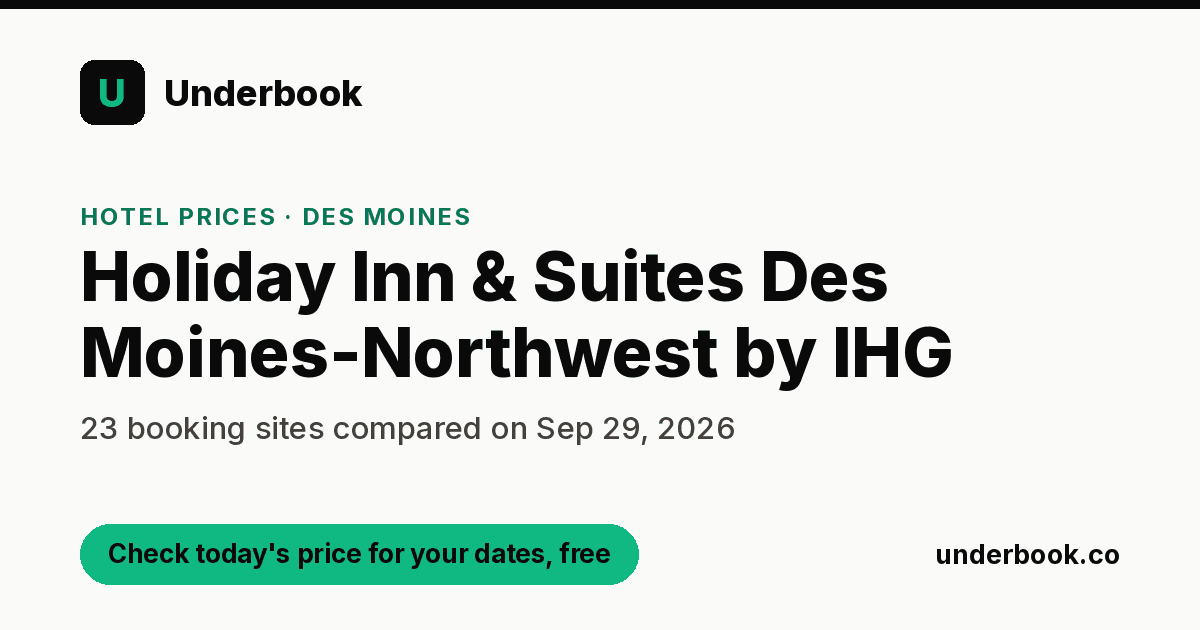 U
Underbook
HOTEL PRICES · DES MOINES
Holiday Inn & Suites Des
Moines-Northwest by IHG
23 booking sites compared on Sep 29, 2026
Check today's price for your dates, free
underbook.co